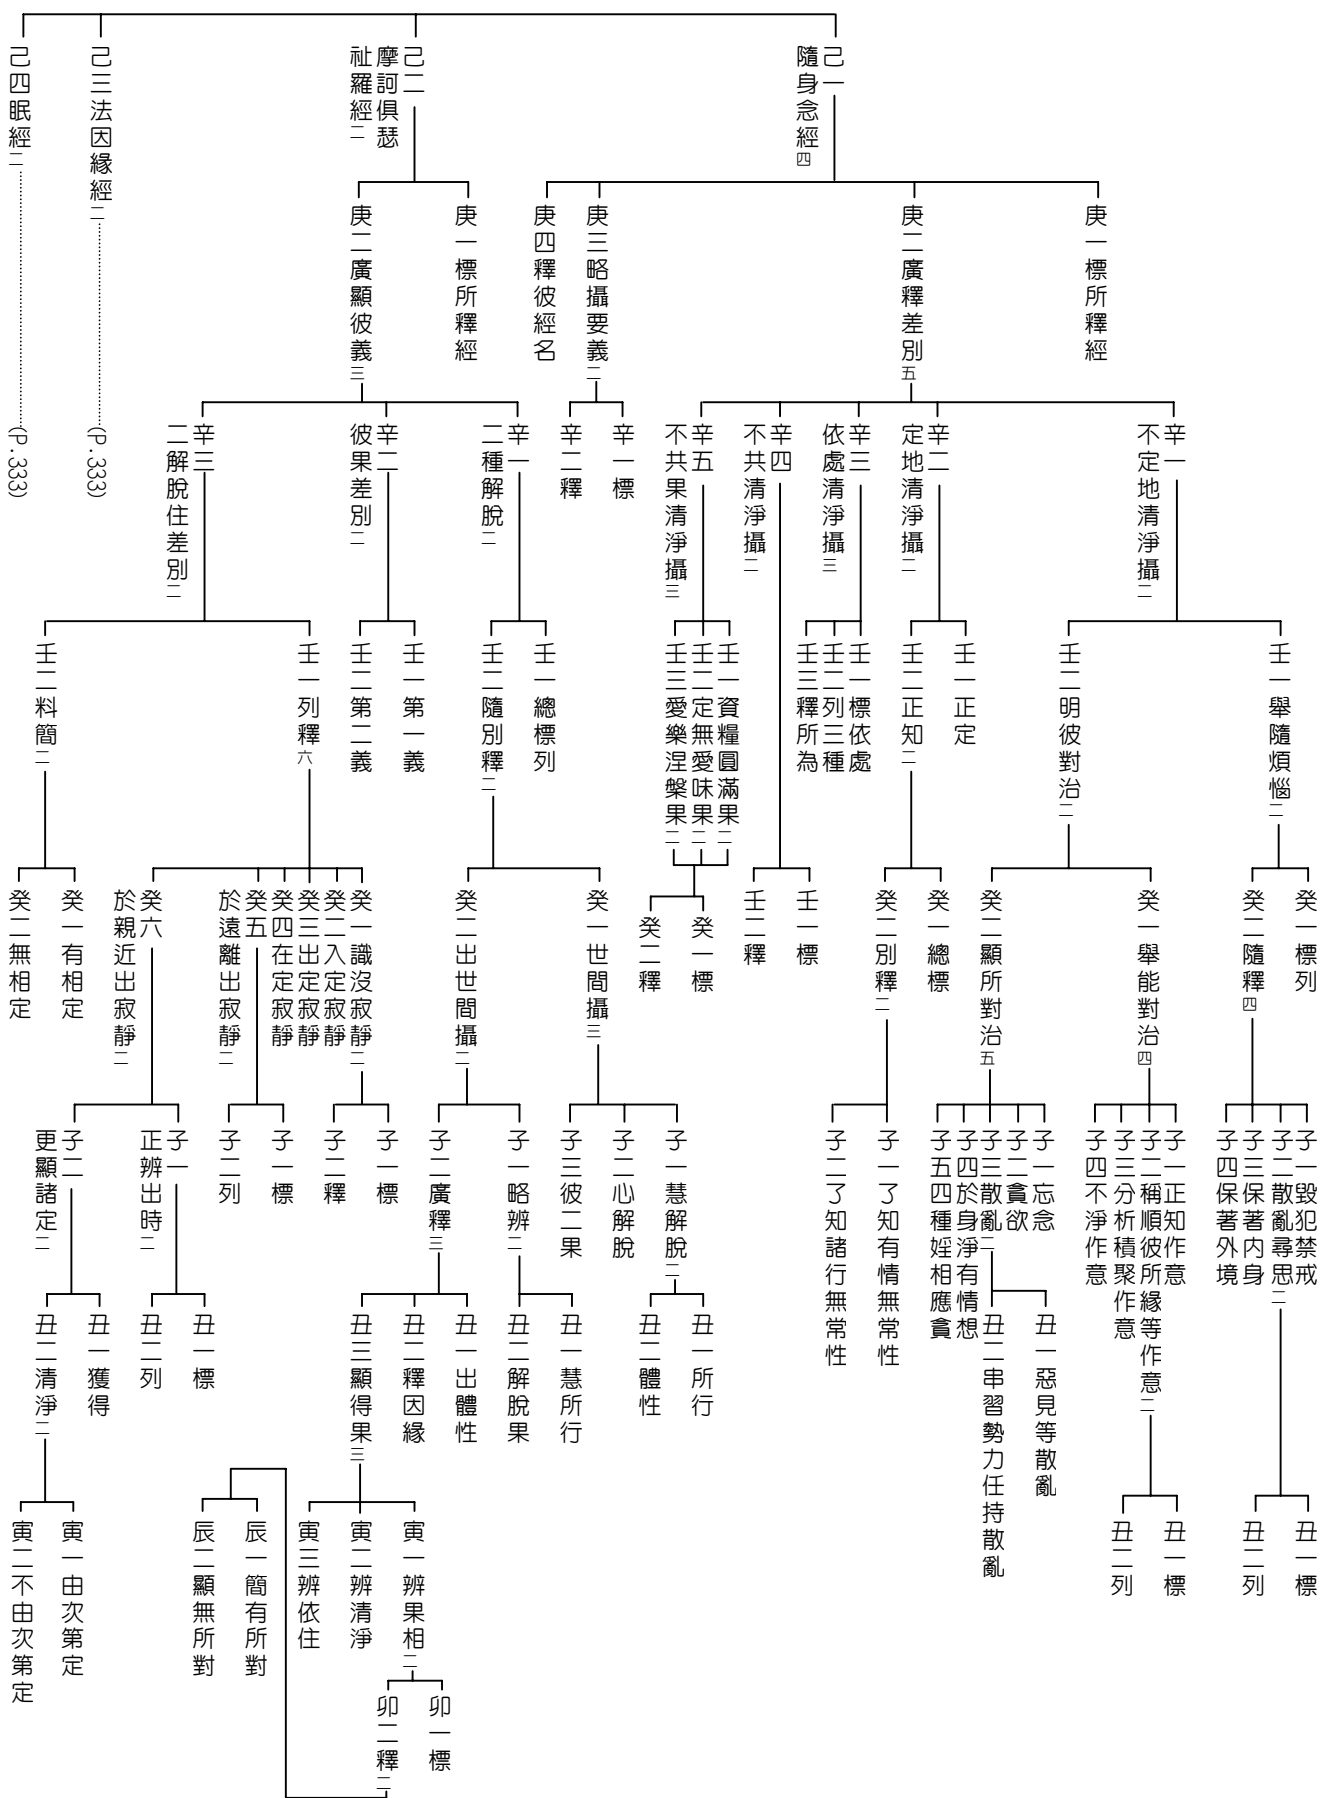 己一
隨身念經四
己二
摩訶俱瑟
祉羅經二
己三法因緣經二
(P.333)
己四眠經二
(P.333)
庚一標所釋經
庚二廣釋差別五
庚三略攝要義二
庚四釋彼經名
庚一標所釋經
庚二廣顯彼義三
辛一
不定地清淨攝二
辛二
定地清淨攝二
辛三
依處清淨攝三
辛四
不共清淨攝二
辛五
不共果清淨攝三
辛一標
辛二釋
辛一
二種解脫二
辛二
彼果差別二
辛三
二解脫住差別二
壬一舉隨煩惱二
壬二明彼對治二
壬一正定
壬二正知二
壬一標依處
壬二列三種
壬三釋所為
壬一資糧圓滿果二
壬二定無愛味果二
壬三愛樂涅槃果二
壬一總標列
壬二隨別釋二
壬一第一義
壬二第二義
壬一列釋六
壬二料簡二
癸一標列
癸二隨釋四
癸一舉能對治四
癸二顯所對治五
癸一總標
癸二別釋二
壬一標
壬二釋
癸一標
癸二釋
癸一世間攝三
癸二出世間攝二
癸一識沒寂靜二
癸二入定寂靜
癸三出定寂靜
癸四在定寂靜
癸五
於遠離出寂靜二
癸六
於親近出寂靜二
癸一有相定
癸二無相定
子一毀犯禁戒
子二散亂尋思二
子三保著內身
子四保著外境
子一正知作意
子二稱順彼所緣等作意二
子三分析積聚作意
子四不淨作意
子一忘念
子二貪欲
子三散亂二
子四於身淨有情想
子五四種婬相應貪
子一了知有情無常性
子二了知諸行無常性
子一慧解脫二
子二心解脫
子三彼二果
子一略辨二
子二廣釋三
子一標
子二釋
子一標
子二列
子一
正辨出時二
子二
更顯諸定二
丑一標
丑二列
丑一標
丑二列
丑一惡見等散亂
丑二串習勢力任持散亂
丑一所行
丑二體性
丑一慧所行
丑二解脫果
丑一出體性
丑二釋因緣
丑三顯得果三
丑一標
丑二列
丑一獲得
丑二清淨二
寅一辨果相二
寅二辨清淨
寅三辨依住
寅一由次第定
寅二不由次第定
卯一標
卯二釋二
辰一簡有所對
辰二顯無所對